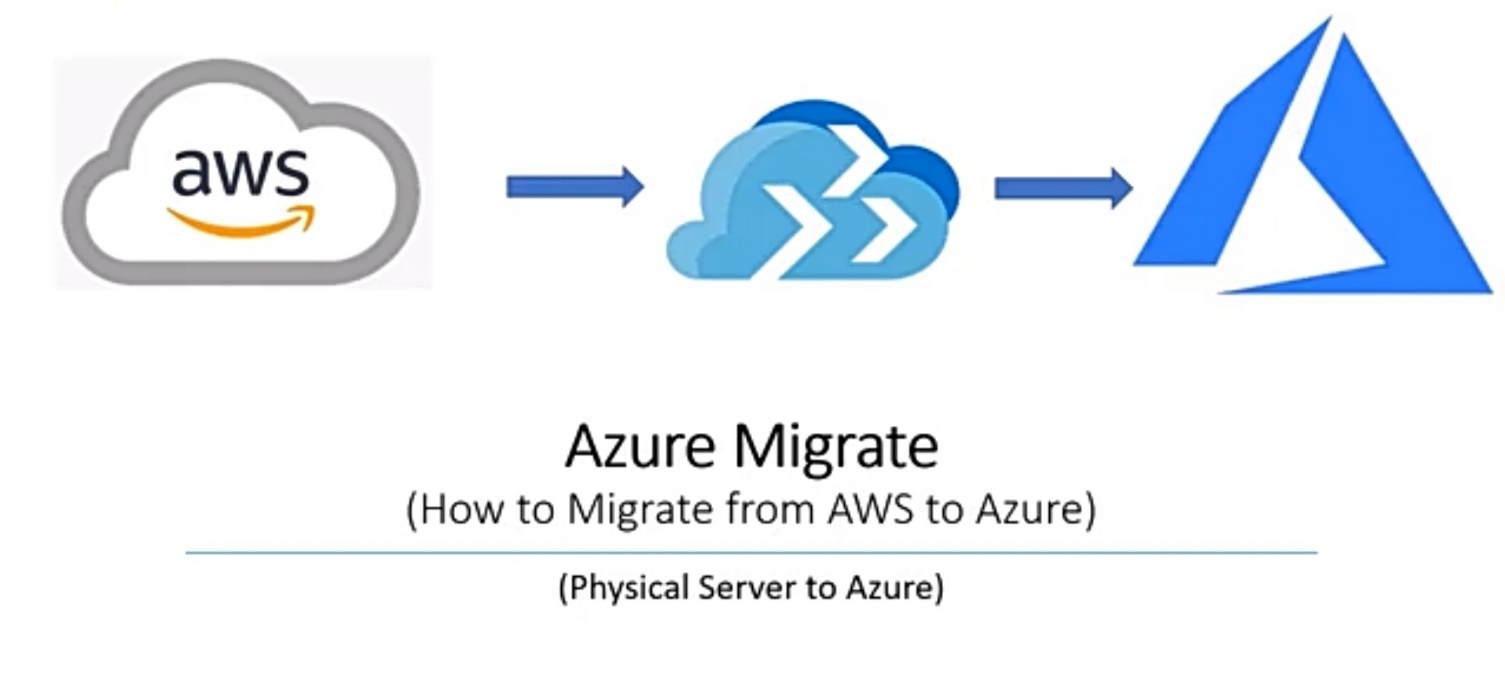 aws
Azure Migrate
(How to Migrate from AWS to Azure)
(Physical Server to Azure)